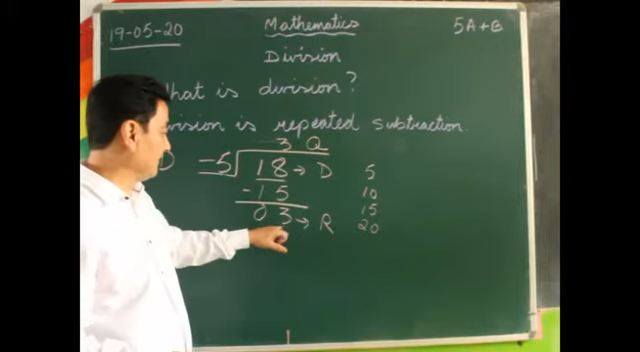 19-05-20 Mathematics 5A+B
Division
hat is division?
vision is repeated subtraction.
3 Q
D 5 18 → D 5
-15 10
15
03 → R 20